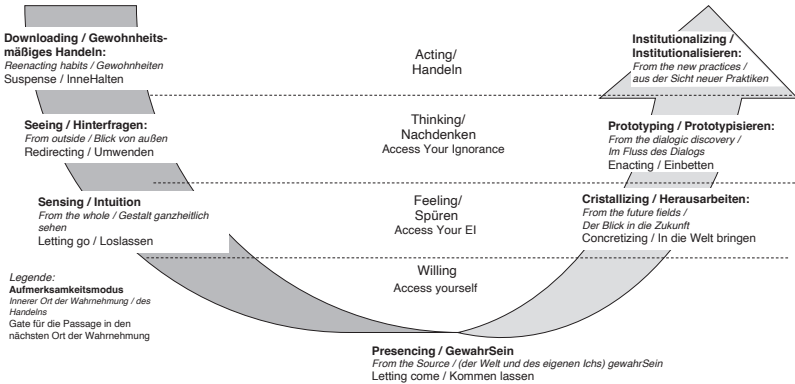 Downloading / Gewohnheits-
mäßiges Handeln:
Reenacting habits / Gewohnheiten
Suspense / InneHalten
Seeing / Hinterfragen:
From outside / Blick von außen
Redirecting / Umwenden
Sensing / Intuition
From the whole / Gestalt ganzheitlich
sehen
Letting go / Loslassen
Legende:
Aufmerksamkeitsmodus
Innerer Ort der Wahrnehmung / des
Handelns
Gate für die Passage in den
nächsten Ort der Wahrnehmung
Acting/
Handeln
Thinking/
Nachdenken
Access Your Ignorance
Feeling/
Spüren
Access Your EI
Willing
Access yourself
Presencing / GewahrSein
From the Source / (der Welt und des eigenen Ichs) gewahrSein
Letting come / Kommen lassen
Institutionalizing /
Institutionalisieren:
From the new practices /
aus der Sicht neuer Praktiken
Prototyping / Prototypisieren:
From the dialogic discovery /
Im Fluss des Dialogs
Enacting / Einbetten
Cristallizing / Herausarbeiten:
From the future fields /
Der Blick in die Zukunft
Concretizing / In die Welt bringen